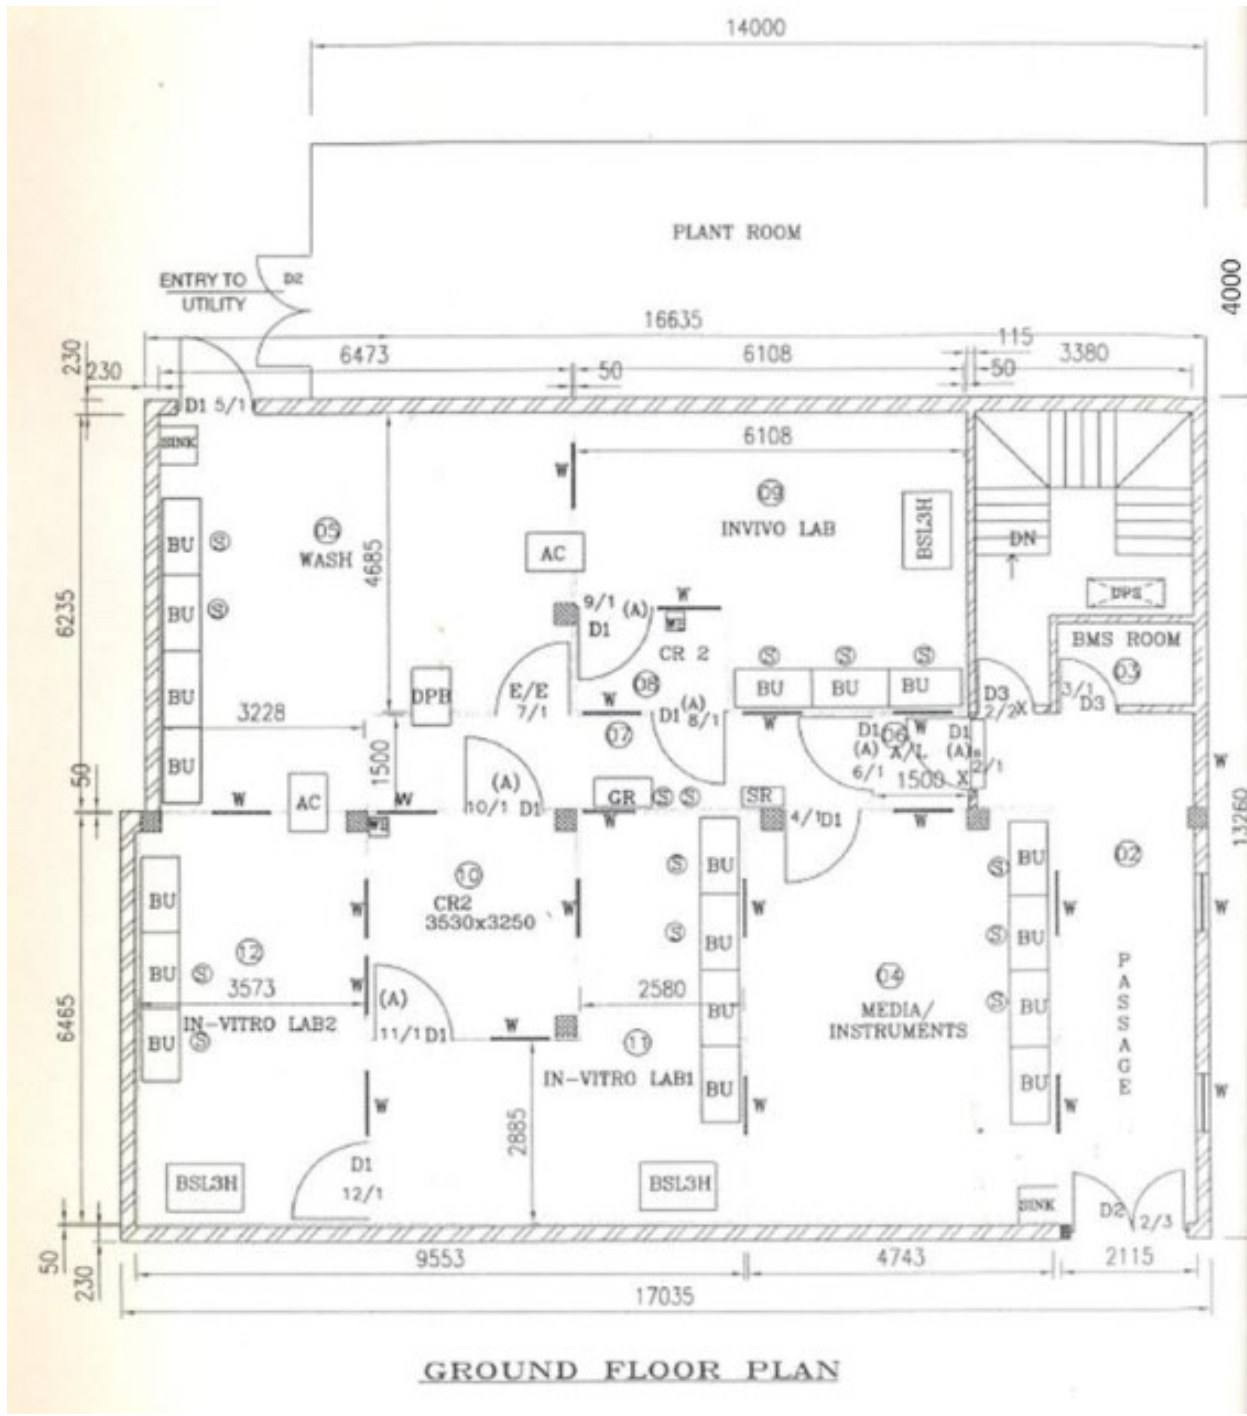 14000
PLANT ROOM
4000
ENTRY TO
UTILITY
D2
16635
230
230
6473
50
6108
115
50
3380
D1 5/1
SINK
W
6108
09
INVIVO LAB
BSL3H
05
WASH
4685
AC
DN
BU
S
BU
S
BU
BU
6235
9/1
(A)
D1
W
CR 2
08
BMS ROOM
03
3/1
D3
D3
2/2
X
S
S
S
BU
BU
BU
DPB
E/E
7/1
W
07
D1
(A)
8/1
W
D1
(A)
6/1
06
A/L
W
D1
(A)
2/1
1500
X
3228
1500
50
W
AC
W
(A)
10/1
D1
GR
S
S
W
SR
4/1
D1
W
W
13260
02
PASSAGE
10
CR2
3530x3250
W
W
W
BU
S
BU
S
BU
BU
W
W
S
BU
S
BU
S
BU
BU
W
W
W
W
04
MEDIA/
INSTRUMENTS
6465
BU
BU
S
BU
S
12
3573
IN-VITRO LAB2
W
(A)
11/1
D1
W
2580
11
IN-VITRO LAB1
2885
BSL3H
D1
12/1
BSL3H
SINK
D2
2/3
50
230
9553
4743
2115
17035
GROUND FLOOR PLAN